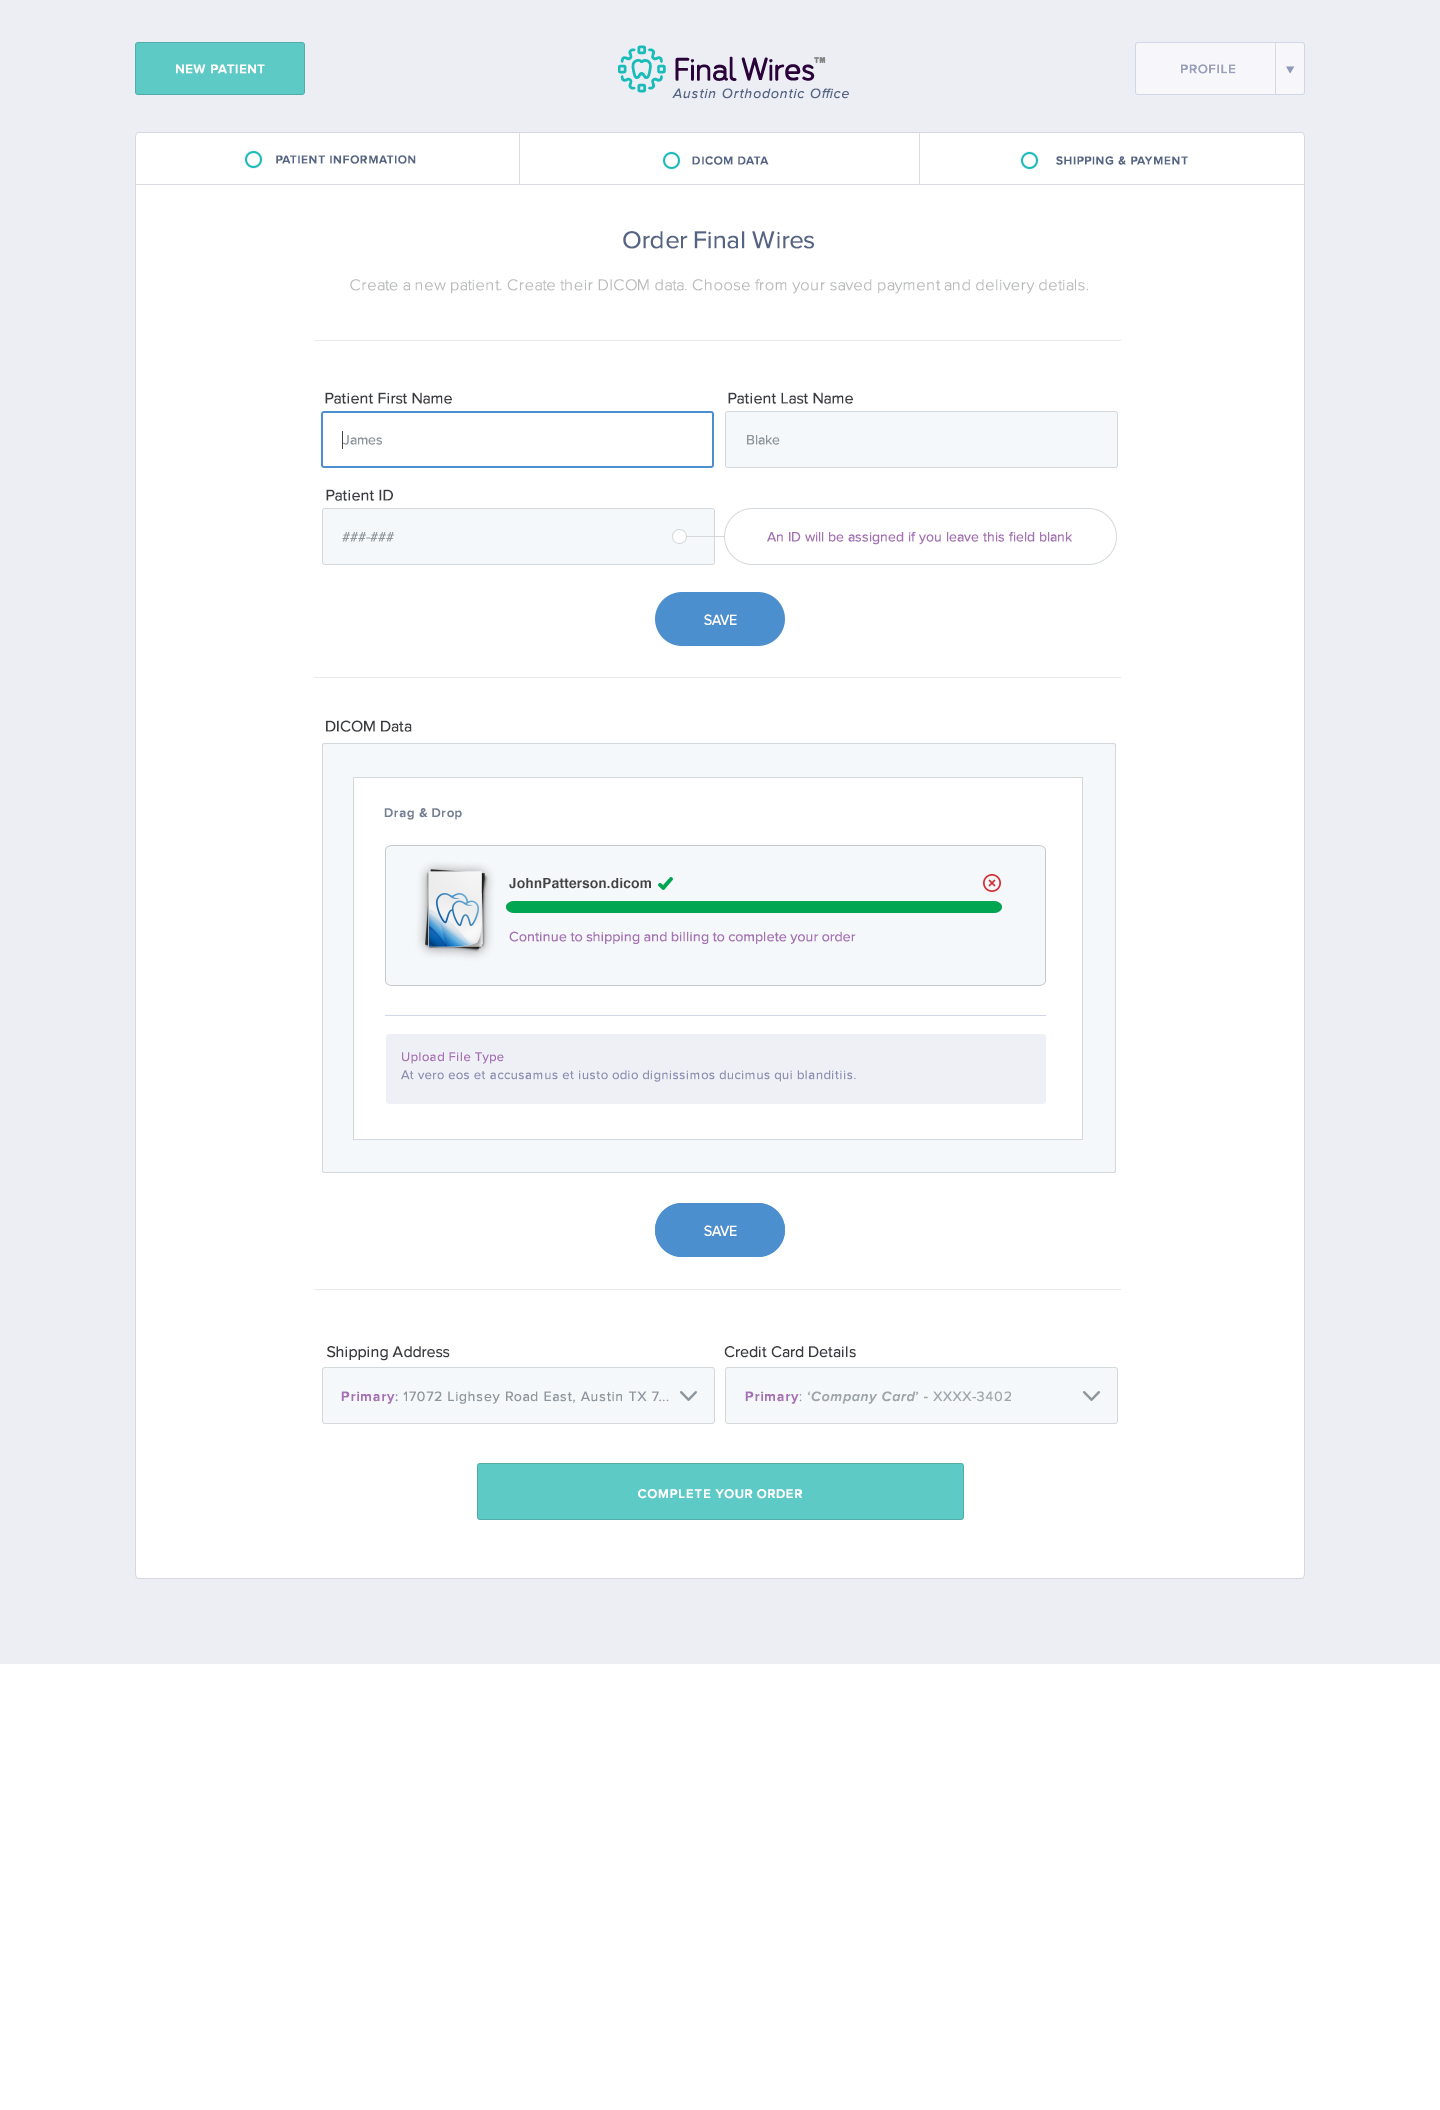 NEW PATIENT
Final Wires™
Austin Orthodontic Office
PROFILE
PATIENT INFORMATION
DICOM DATA
SHIPPING & PAYMENT
Order Final Wires
Create a new patient. Create their DICOM data. Choose from your saved payment and delivery detials.
Patient First Name
Patient Last Name
James
Blake
Patient ID
###-###
An ID will be assigned if you leave this field blank
SAVE
DICOM Data
Drag & Drop
JohnPatterson.dicom
Continue to shipping and billing to complete your order
Upload File Type
At vero eos et accusamus et iusto odio dignissimos ducimus qui blanditiis.
SAVE
Shipping Address
Credit Card Details
Primary: 17072 Lighsey Road East, Austin TX 7...
Primary: ‘Company Card’ - XXXX-3402
COMPLETE YOUR ORDER